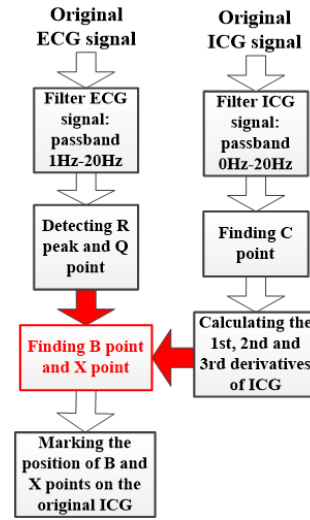 Original
ECG signal
Original
ICG signal
Filter ECG
signal:
passband
1Hz-20Hz
Filter ICG
signal:
passband
0Hz-20Hz
Detecting R
peak and Q
point
Finding C
point
Finding B point
and X point
Calculating the
1st, 2nd and
3rd derivatives
of ICG
Marking the
position of B and
X points on the
original ICG